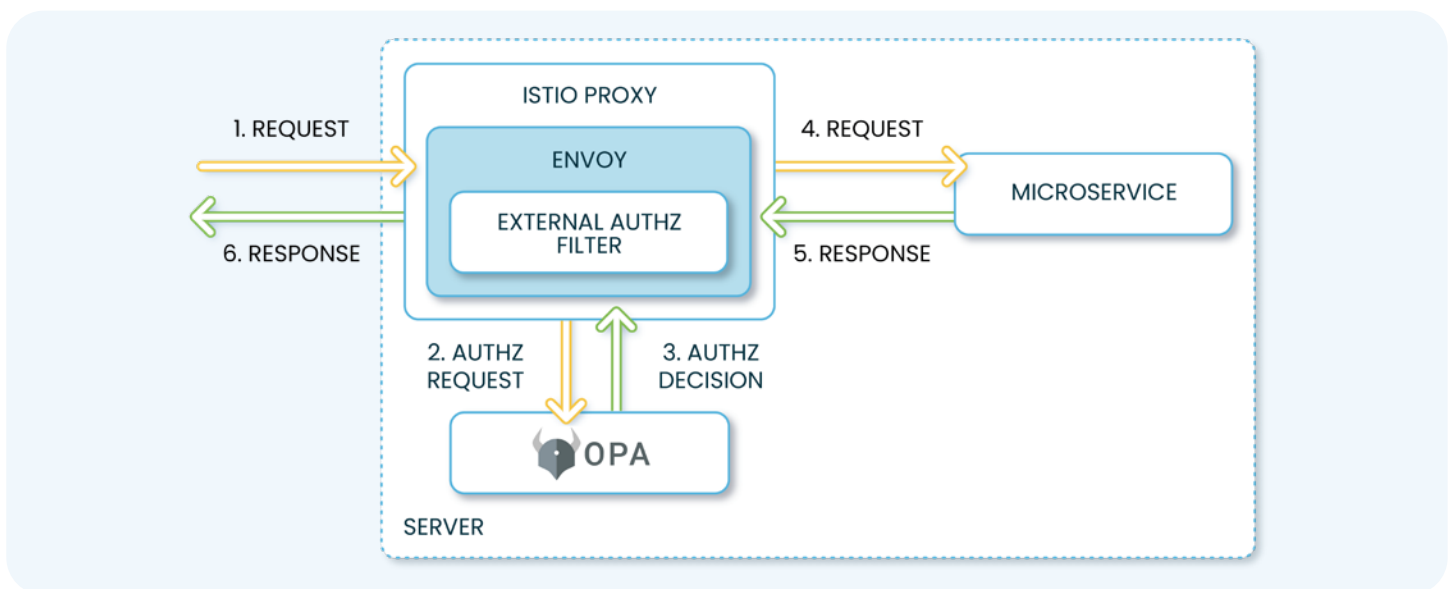 ISTIO PROXY
1. REQUEST
4. REQUEST
ENVOY
MICROSERVICE
EXTERNAL AUTHZ
FILTER
6. RESPONSE
5. RESPONSE
2. AUTHZ
REQUEST
3. AUTHZ
DECISION
OPA
SERVER